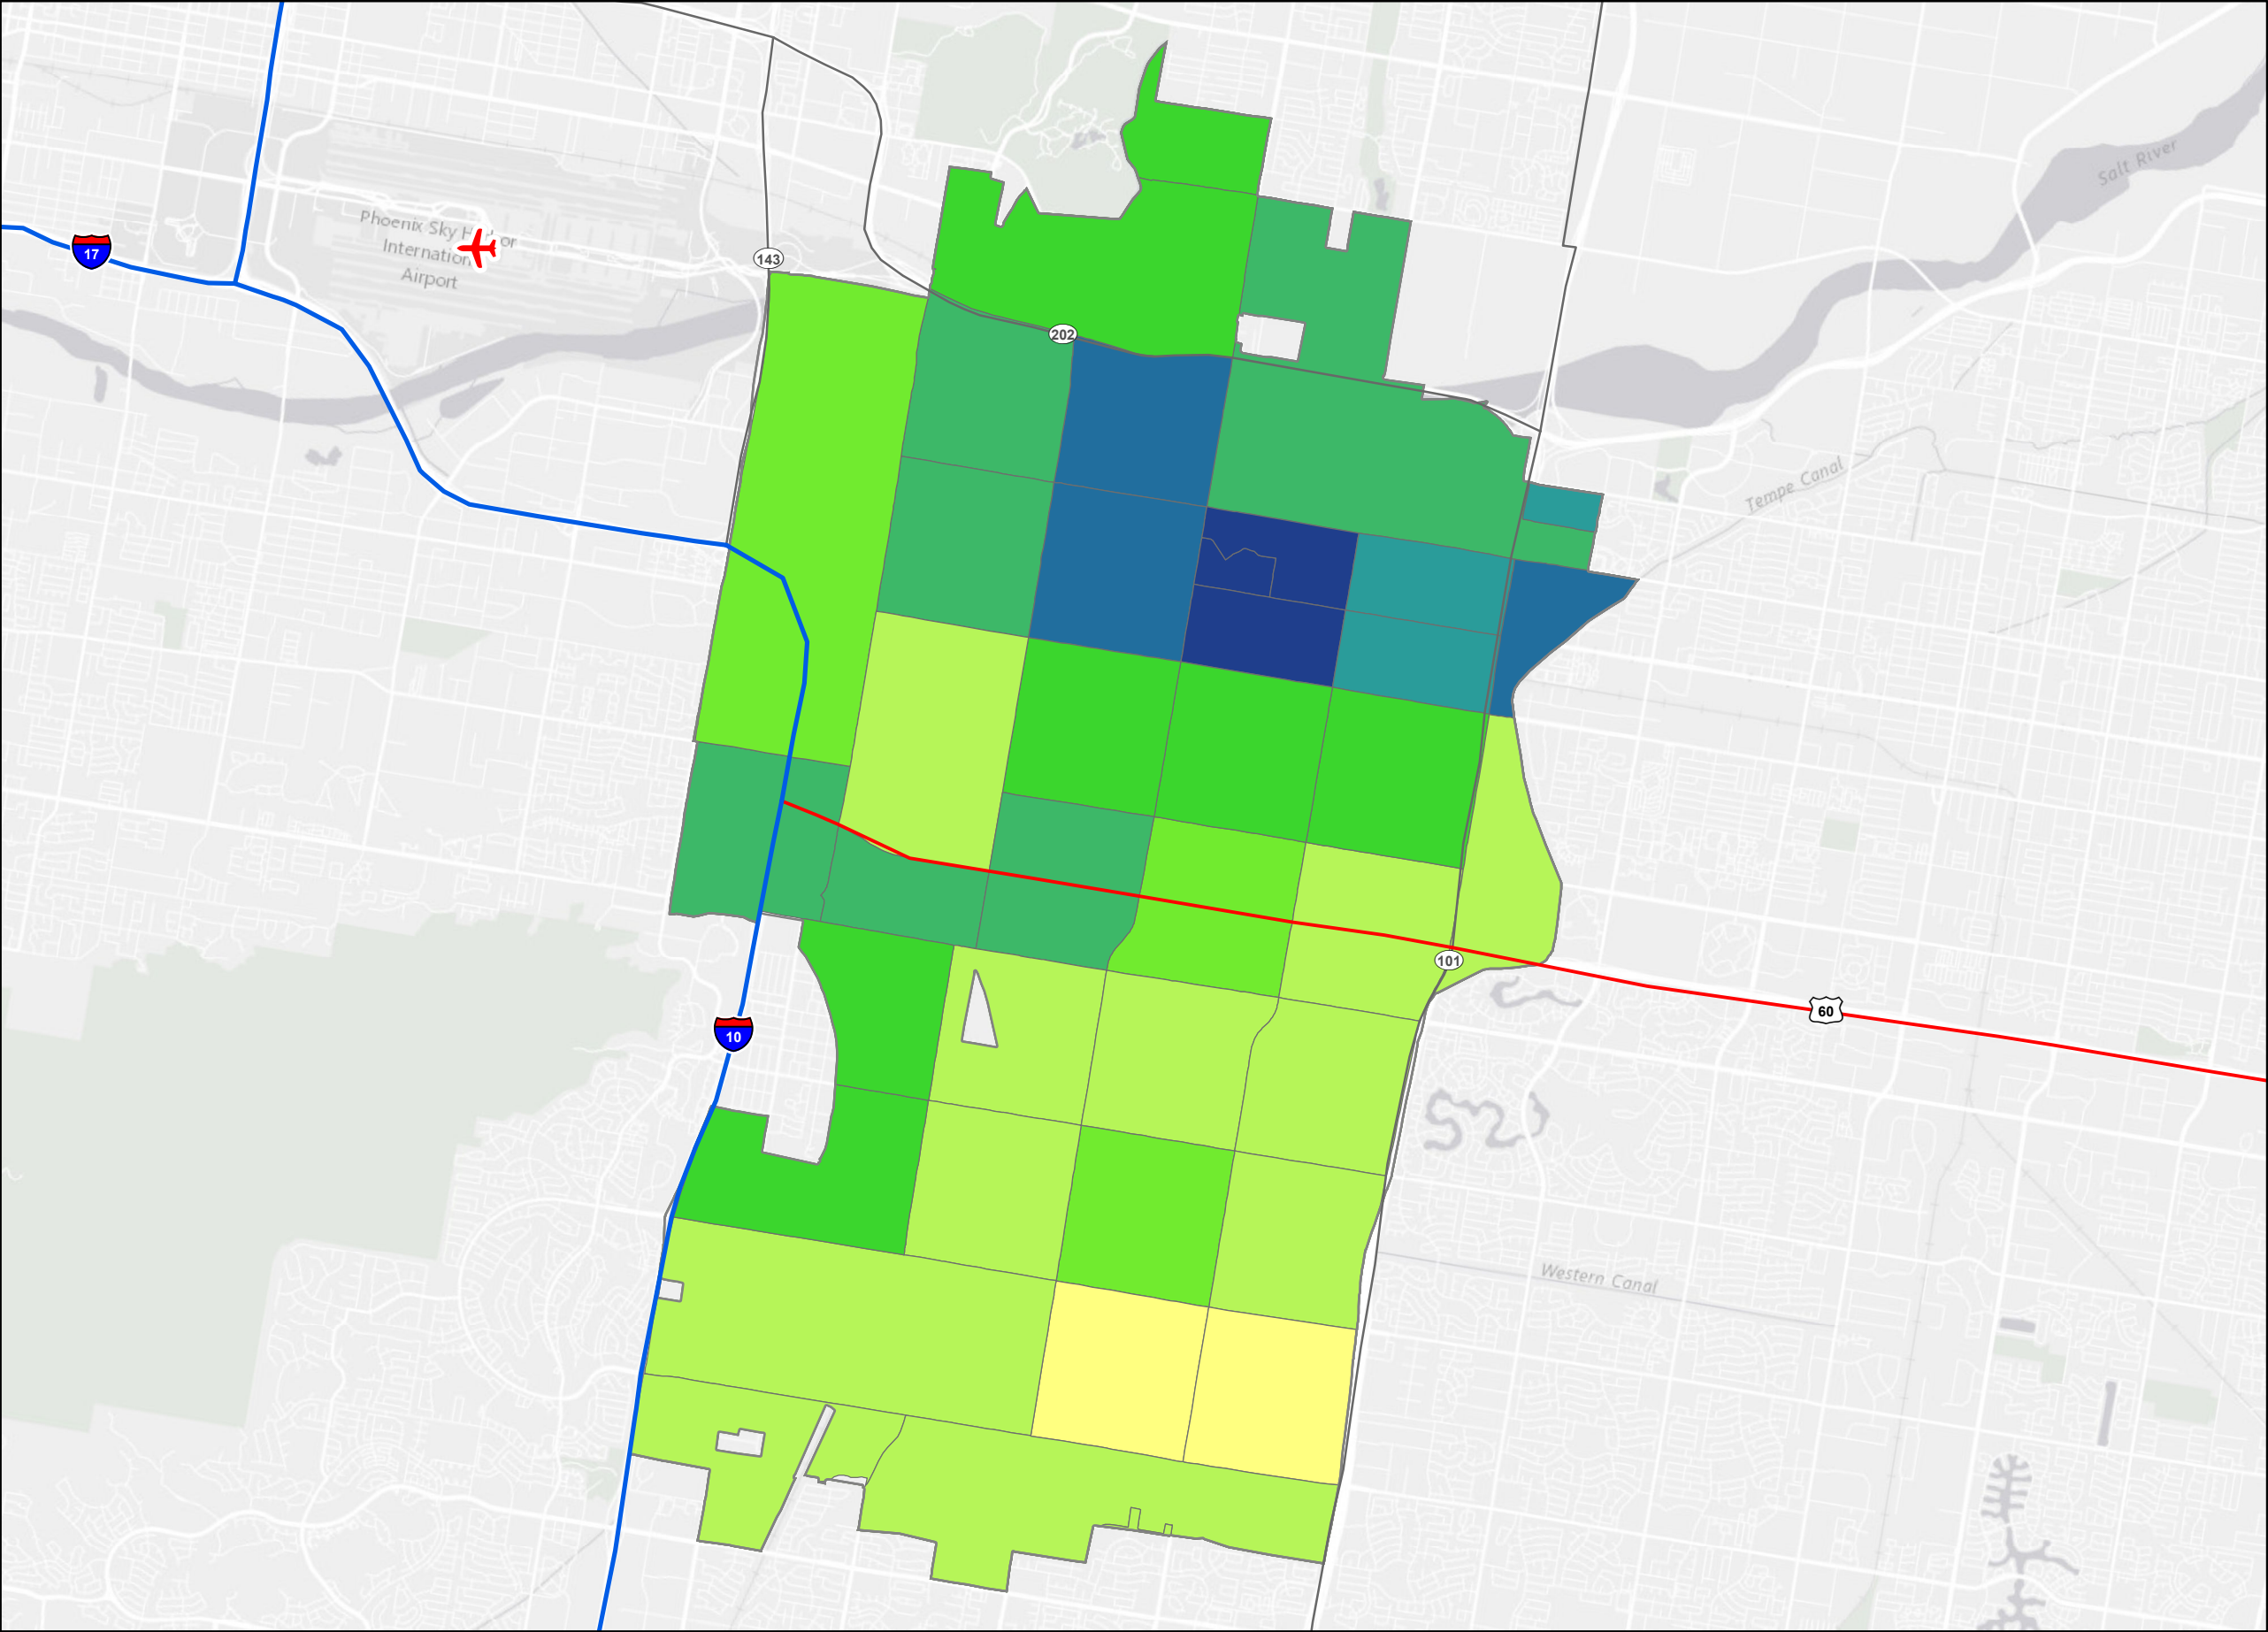 Salt River
Phoenix Sky Harbor
International
Airport
17
143
202
Tempe Canal
101
60
10
Western Canal